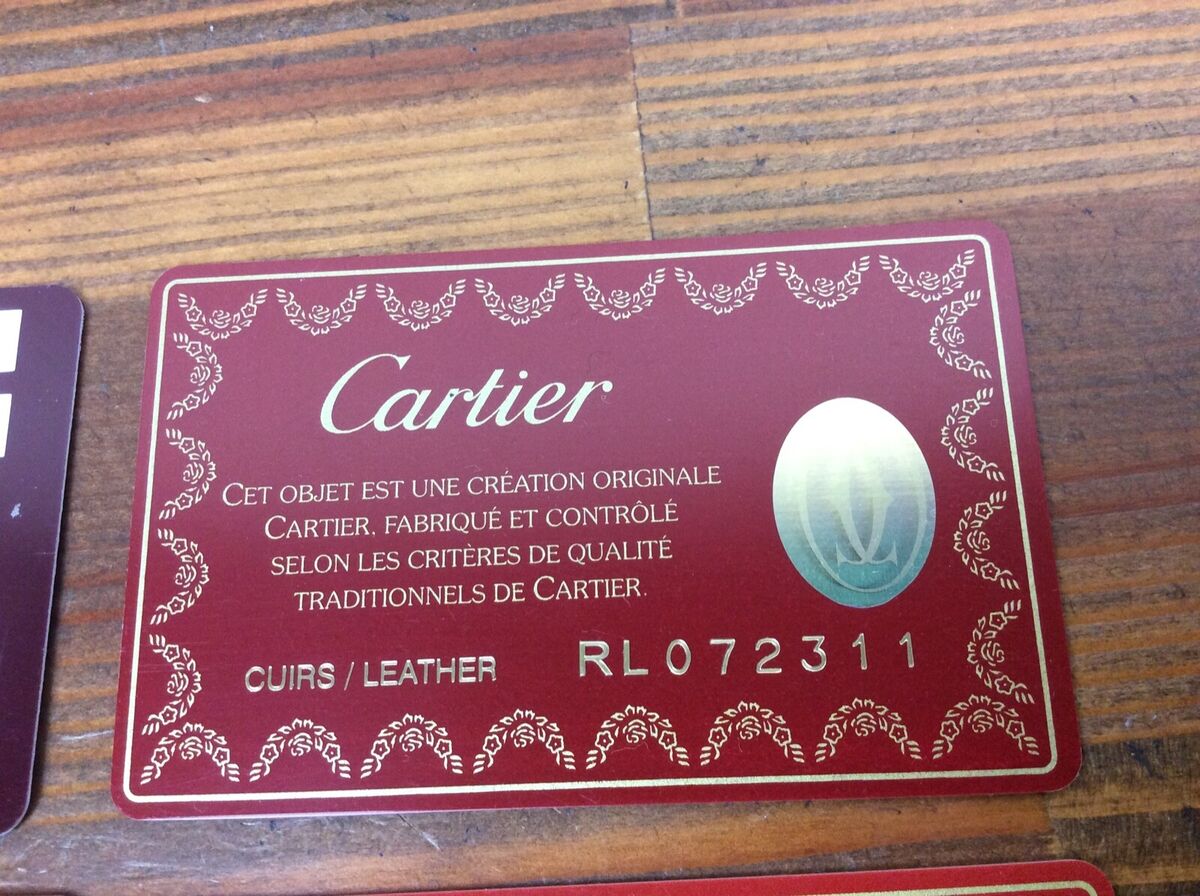 Cartier
CET OBJET EST UNE CRÉATION ORIGINALE
CARTIER, FABRIQUÉ ET CONTRÔLÉ
SELON LES CRITÈRES DE QUALITÉ
TRADITIONNELS DE CARTIER.
CUIRS / LEATHER
RL072311